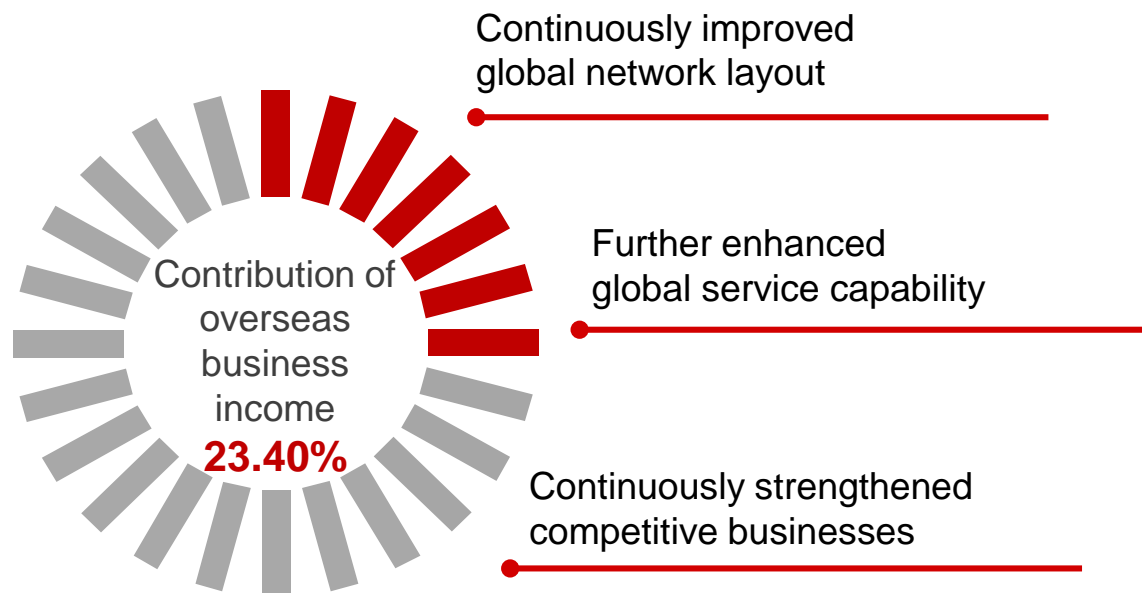 Continuously improved
global network layout
Further enhanced
global service capability
Contribution of
overseas
business
income
23.40%
Continuously strengthened
competitive businesses